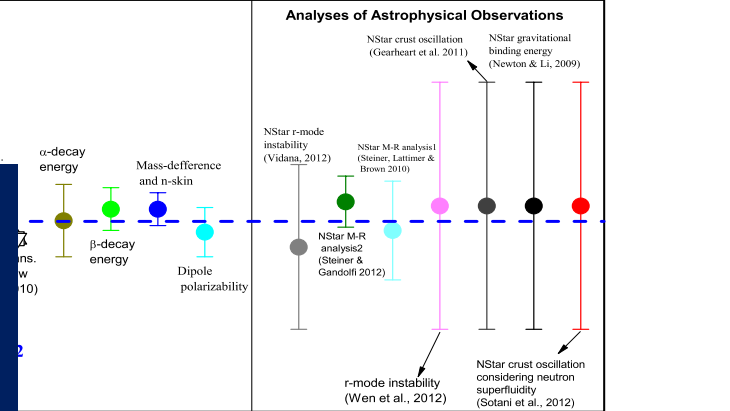 Analyses of Astrophysical Observations
NStar crust oscillation
(Gearheart et al. 2011)
NStar gravitational
binding energy
(Newton & Li, 2009)
α-decay
energy
Mass-defference
and n-skin
NStar r-mode
instability
(Vidana, 2012)
NStar M-R analysis1
(Steiner, Lattimer &
Brown 2010)
β-decay
energy
Dipole
polarizability
NStar M-R
analysis2
(Steiner &
Gandolfi 2012)
ans.
w
10)
2
r-mode instability
(Wen et al., 2012)
NStar crust oscillation
considering neutron
superfluidity
(Sotani et al., 2012)